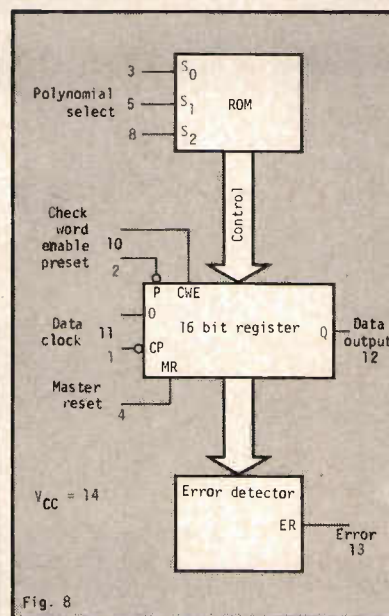 3
S0
Polynomial
select
5
S1
ROM
8
S2
Control
Check
word
enable
preset
10
2
P
CWE
0
16 bit register
Q
Data
output
12
Data
clock
11
1
CP
MR
Master
reset
4
VCC = 14
Error detector
ER
Error
13
Fig. 8